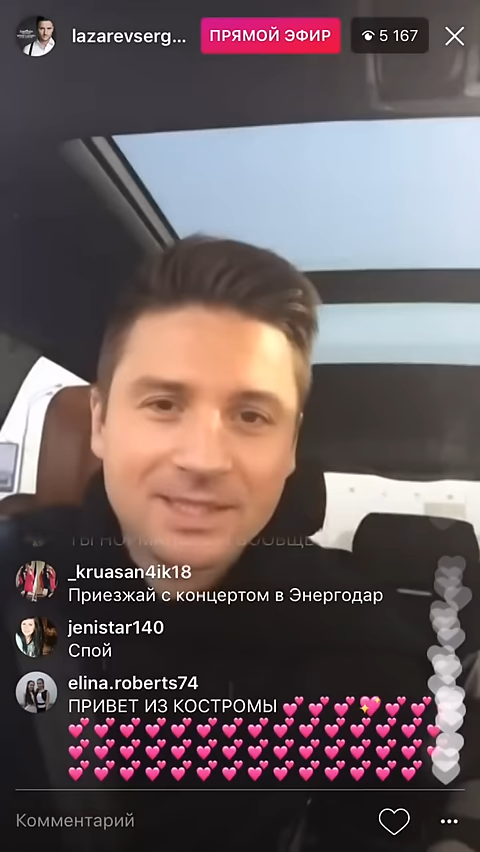 lazarevserg...
ПРЯМОЙ ЭФИР
5 167
_kruasan4ik18
Приезжай с концертом в Энергодар
jenistar140
Спой
elina.roberts74
ПРИВЕТ ИЗ КОСТРОМЫ
Комментарий